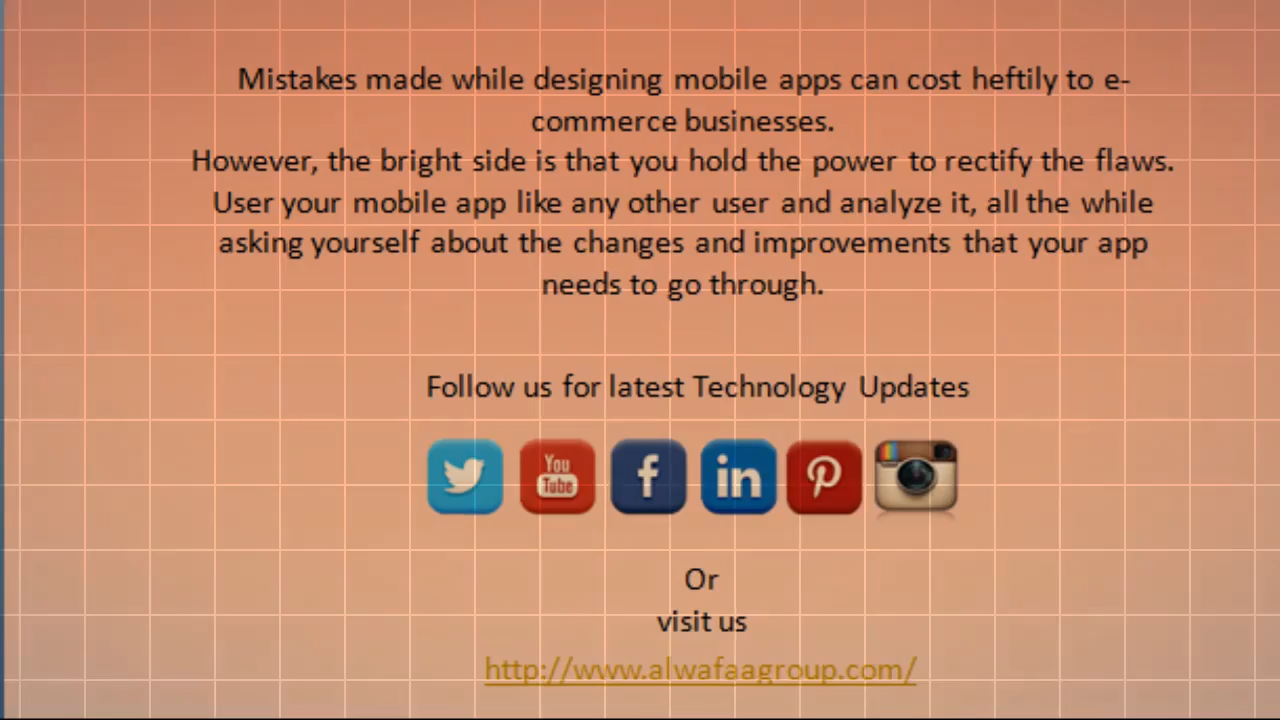 Mistakes made while designing mobile apps can cost heftily to e-
commerce businesses.
However, the bright side is that you hold the power to rectify the flaws.
User your mobile app like any other user and analyze it, all the while
asking yourself about the changes and improvements that your app
needs to go through.
Follow us for latest Technology Updates
You
Tube
f
in
Or
visit us
http://www.alwafaagroup.com/